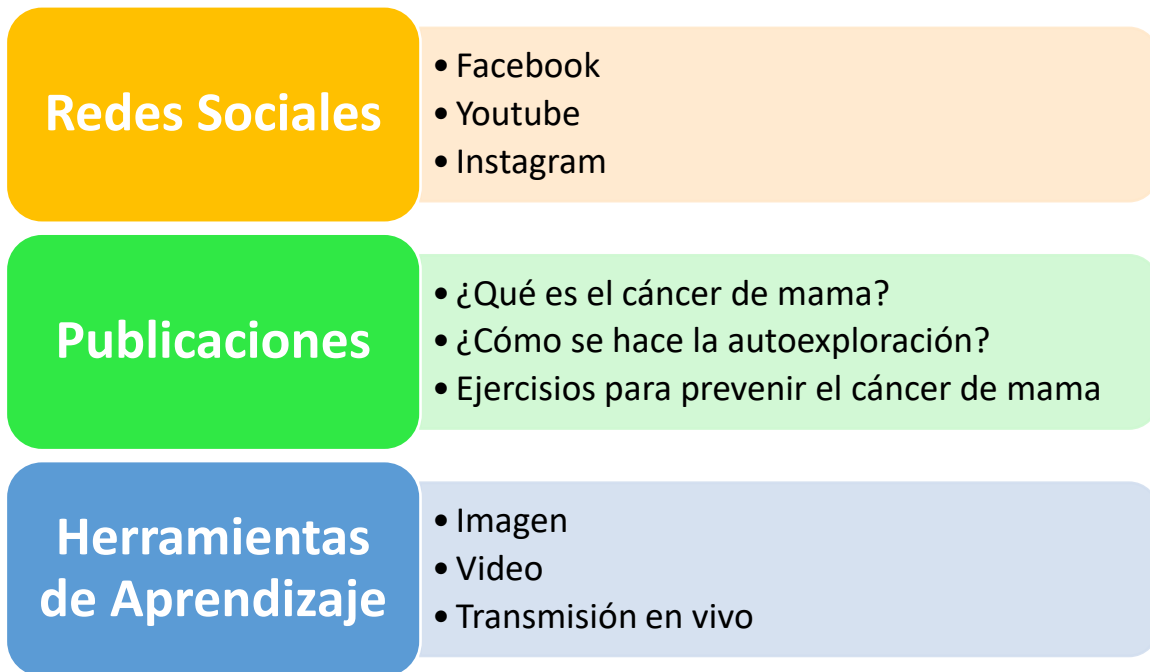 Redes Sociales
• Facebook
• Youtube
• Instagram
Publicaciones
• ¿Qué es el cáncer de mama?
• ¿Cómo se hace la autoexploración?
• Ejercisios para prevenir el cáncer de mama
Herramientas
de Aprendizaje
• Imagen
• Video
• Transmisión en vivo